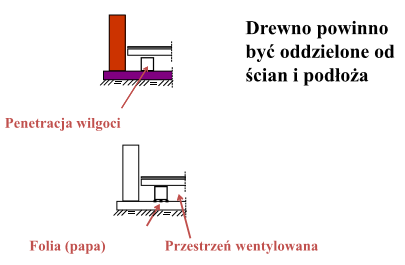 Drewno powinno
być oddzielone od
ścian i podłoża
Penetracja wilgoci
Folia (papa)
Przestrzeń wentylowana